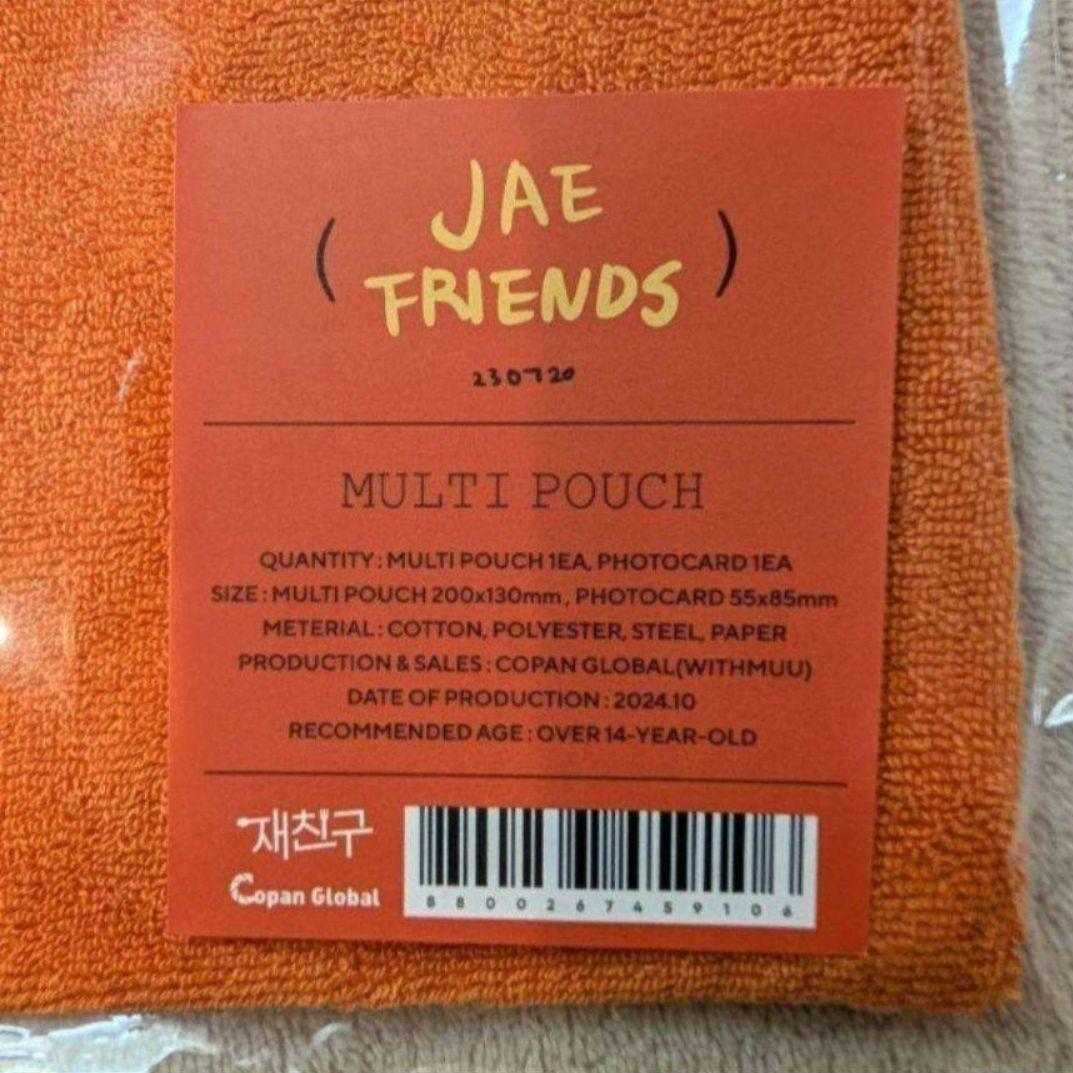 ( JAE
FRIENDS )
230720
MULTI POUCH
QUANTITY : MULTI POUCH 1EA, PHOTOCARD 1EA
SIZE : MULTI POUCH 200x130mm , PHOTOCARD 55x85mm
METERIAL : COTTON, POLYESTER, STEEL, PAPER
PRODUCTION & SALES : COPAN GLOBAL(WITHMUU)
DATE OF PRODUCTION : 2024.10
RECOMMENDED AGE : OVER 14-YEAR-OLD
재친구
Copan Global
8800267459106